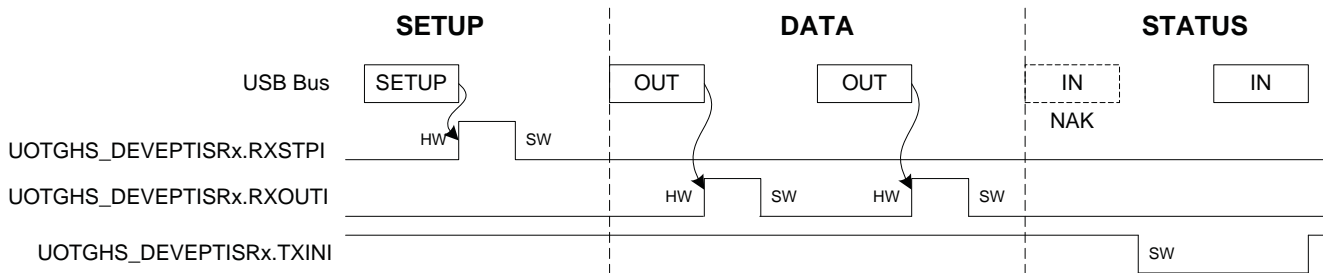 SETUP DATA STATUS
USB Bus SETUP OUT OUT IN IN
NAK
UOTGHS_DEVEPTISRx.RXSTPI HW SW
UOTGHS_DEVEPTISRx.RXOUTI HW SW HW SW
UOTGHS_DEVEPTISRx.TXINI SW